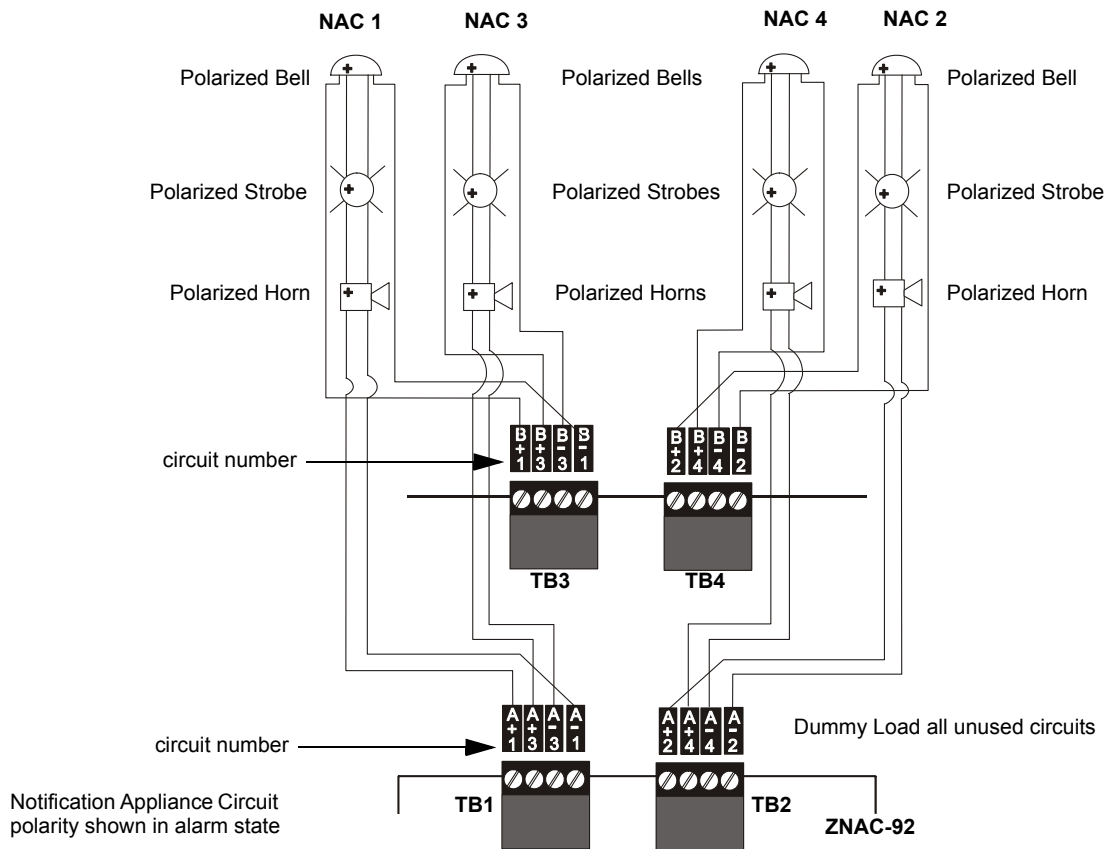 NAC 1 NAC 3 NAC 4 NAC 2
+ + + +
Polarized Bell Polarized Bells Polarized Bell
Polarized Strobe + + Polarized Strobes + + Polarized Strobe
Polarized Horn + + Polarized Horns + + Polarized Horn
circuit number
B+1 B+3 B-3 B-1 B+2 B+4 B-4 B-2
TB3 TB4
circuit number
A+1 A+3 A-3 A-1 A+2 A+4 A-4 A-2
Dummy Load all unused circuits
Notification Appliance Circuit
polarity shown in alarm state
TB1 TB2
ZNAC-92